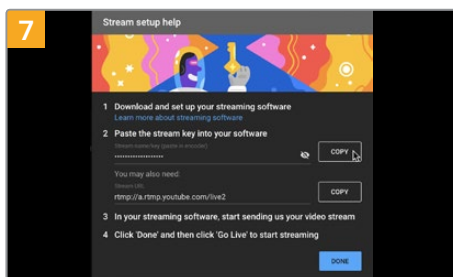 7
Stream setup help
1 Download and set up your streaming software
Learn more about streaming software
2 Paste the stream key into your software
Stream name/key (paste in encoder)
••••••••••••••••••••
COPY
You may also need:
Stream URL
rtmp://a.rtmp.youtube.com/live2
COPY
3 In your streaming software, start sending us your video stream
4 Click 'Done' and then click 'Go Live' to start streaming
DONE